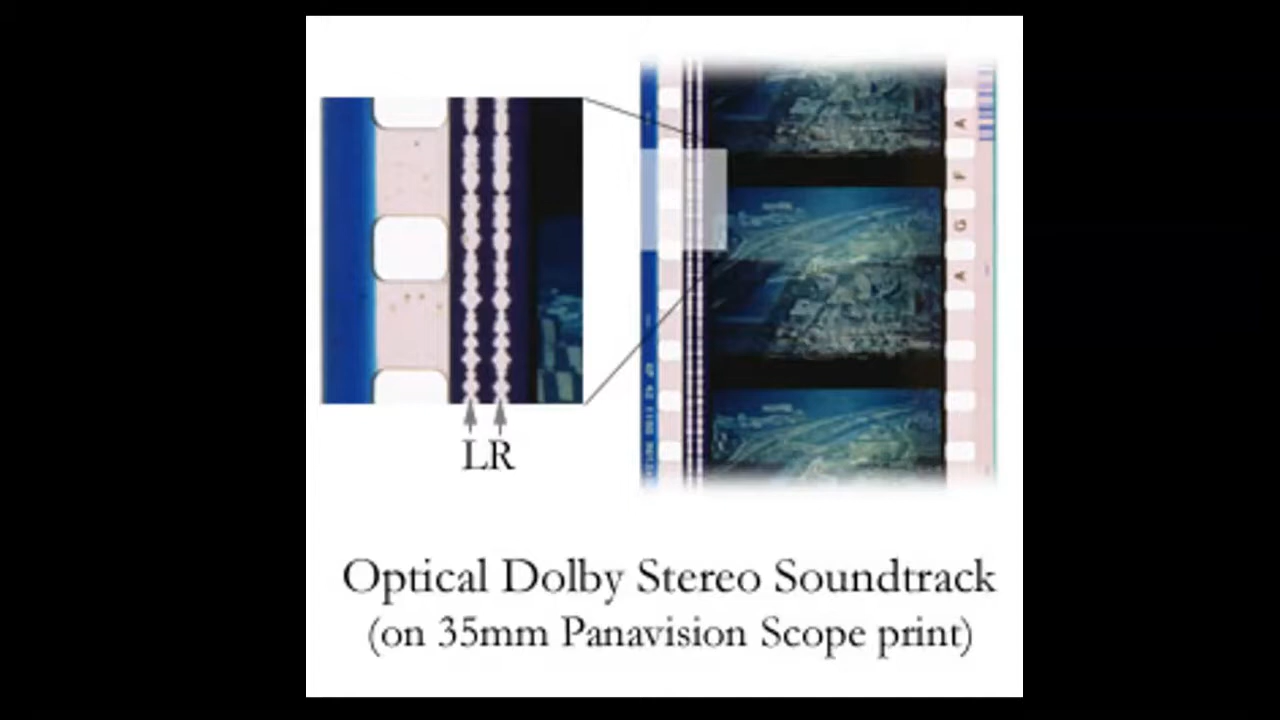 A
F
G
A
LR
Optical Dolby Stereo Soundtrack
(on 35mm Panavision Scope print)